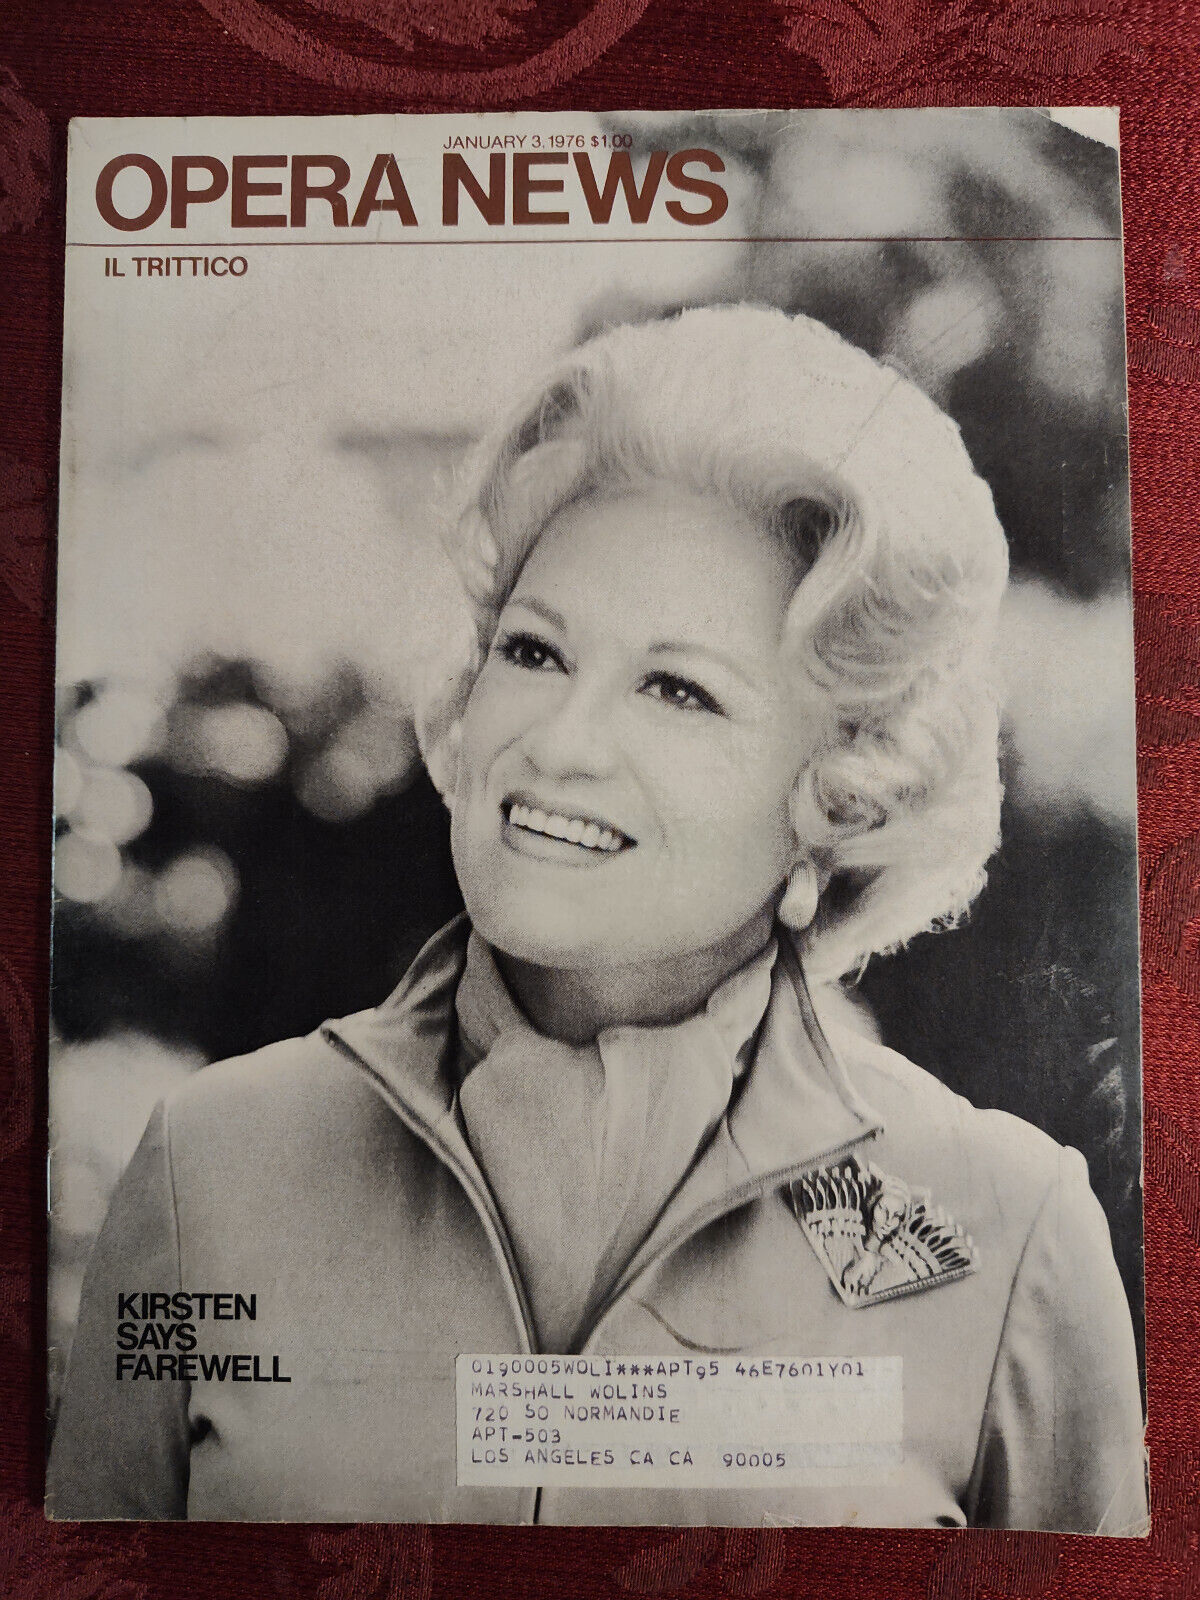 JANUARY 3, 1976 $1.00
OPERA NEWS
IL TRITTICO
KIRSTEN
SAYS
FAREWELL
0190005WOLI***APT95 46E7601Y01
MARSHALL WOLINS
720 SO NORMANDIE
APT-503
LOS ANGELES CA CA 90005